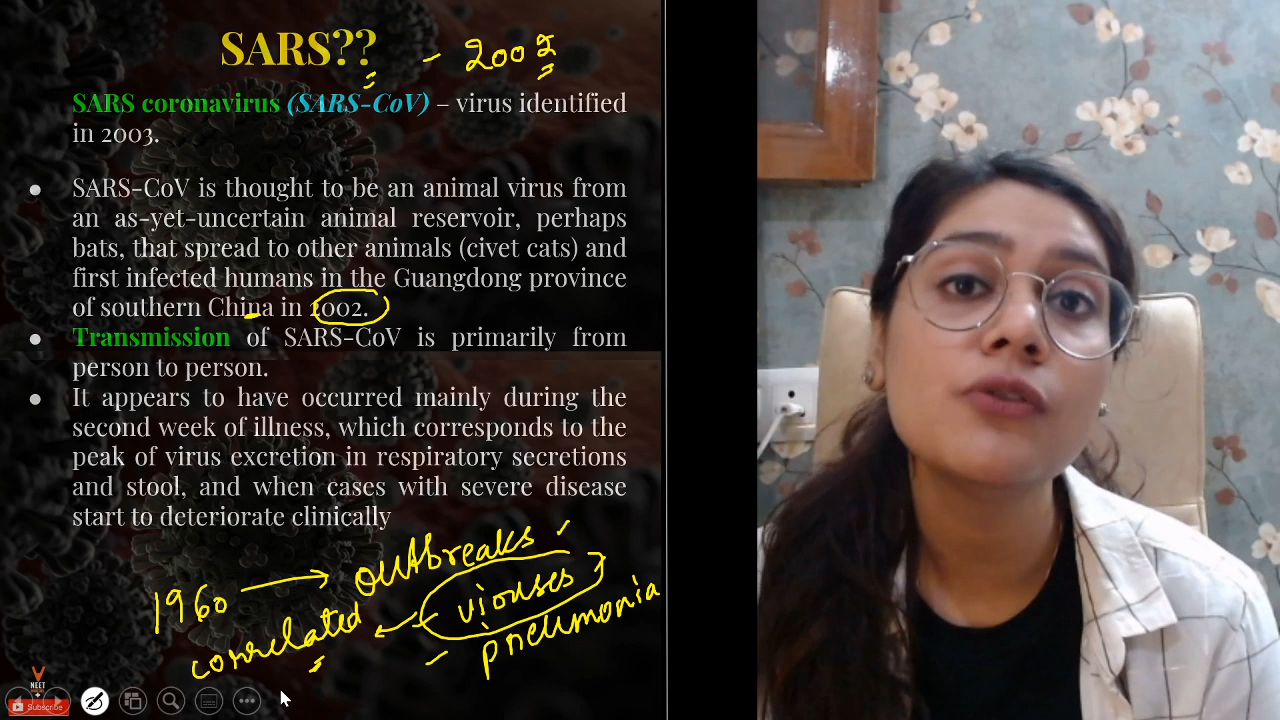 SARS?? - 2002
SARS coronavirus (SARS-CoV) – virus identified
in 2003.
● SARS-CoV is thought to be an animal virus from
an as-yet-uncertain animal reservoir, perhaps
bats, that spread to other animals (civet cats) and
first infected humans in the Guangdong province
of southern China in 2002.
● Transmission of SARS-CoV is primarily from
person to person.
● It appears to have occurred mainly during the
second week of illness, which corresponds to the
peak of virus excretion in respiratory secretions
and stool, and when cases with severe disease
start to deteriorate clinically
1960 → outbreaks
correlated ← viruses
- pneumonia
NEET
Subscribe